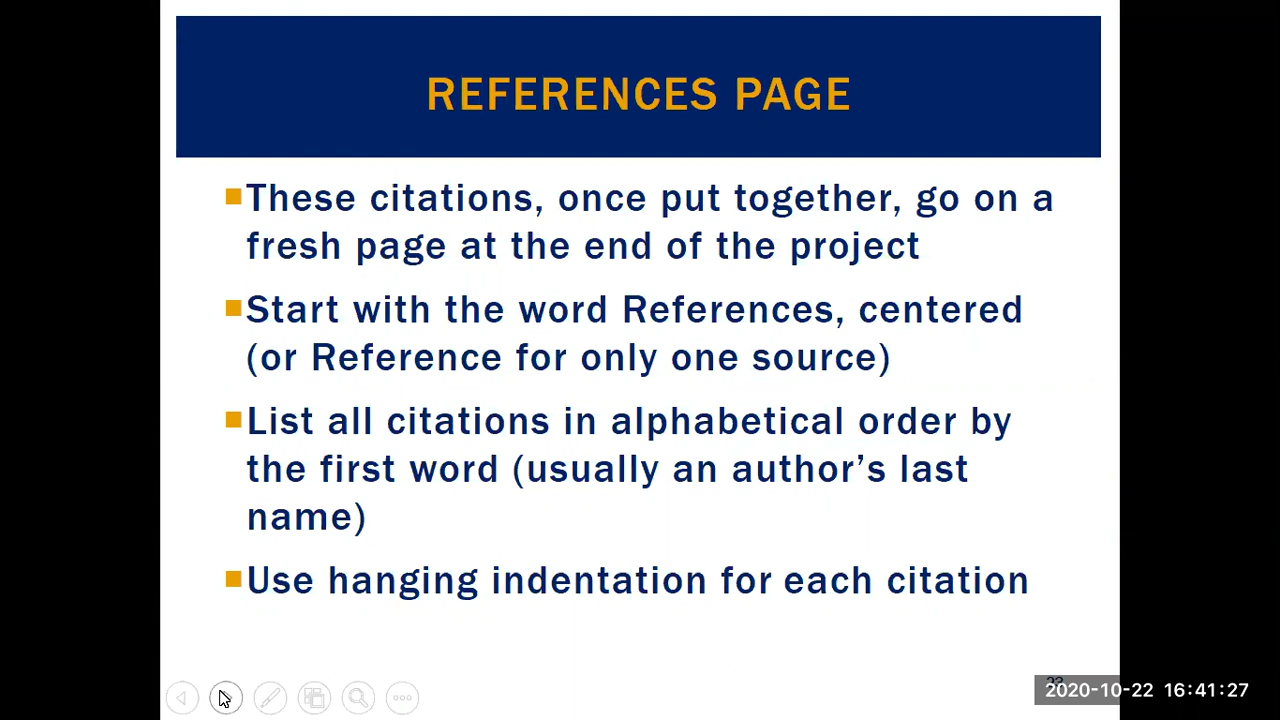 REFERENCES PAGE
These citations, once put together, go on a
fresh page at the end of the project
Start with the word References, centered
(or Reference for only one source)
List all citations in alphabetical order by
the first word (usually an author’s last
name)
Use hanging indentation for each citation
2020-10-22 16:41:27